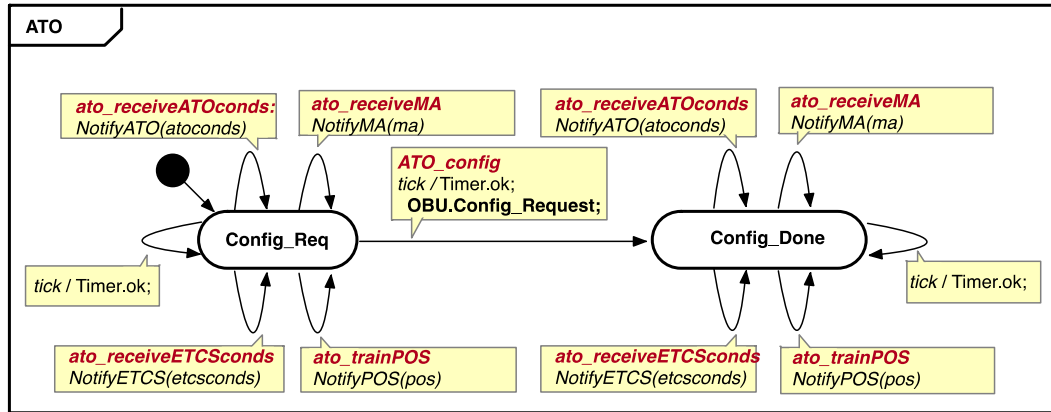 ATO
ato_receiveATOconds:
NotifyATO(atoconds)
ato_receiveMA
NotifyMA(ma)
ato_receiveATOconds
NotifyATO(atoconds)
ato_receiveMA
NotifyMA(ma)
ATO_config
tick / Timer.ok;
OBU.Config_Request;
Config_Req
Config_Done
tick / Timer.ok;
tick / Timer.ok;
ato_receiveETCSconds
NotifyETCS(etcsconds)
ato_trainPOS
NotifyPOS(pos)
ato_receiveETCSconds
NotifyETCS(etcsconds)
ato_trainPOS
NotifyPOS(pos)